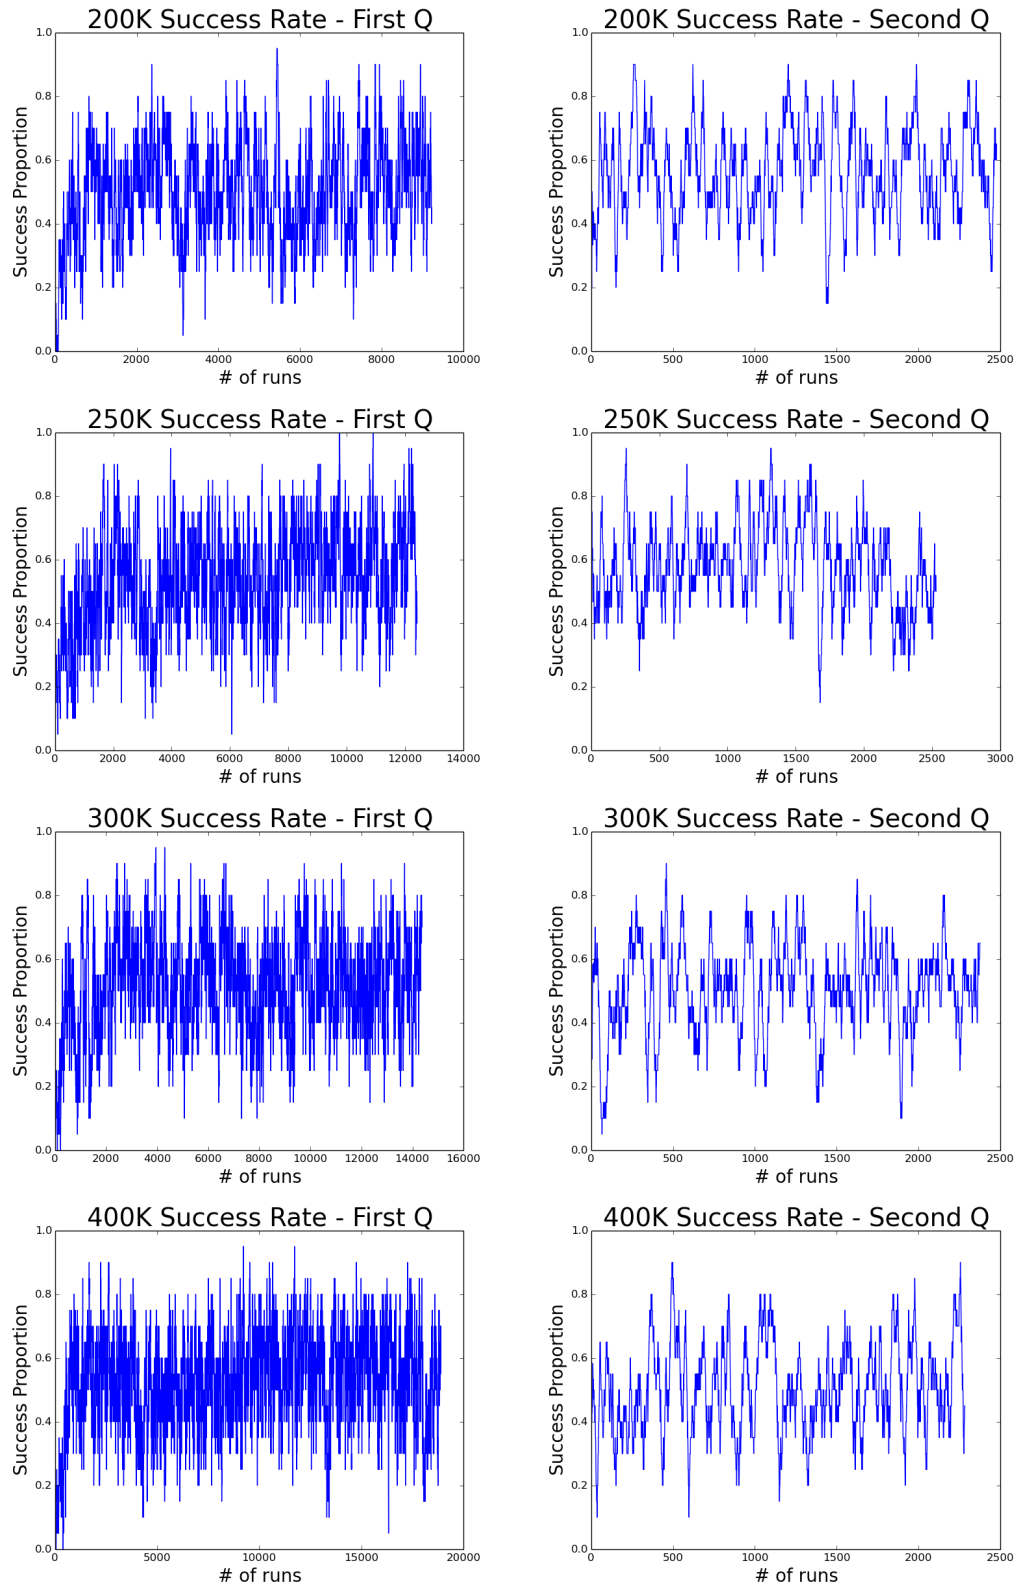 200K Success Rate - First Q
Success Proportion
1.0
0.8
0.6
0.4
0.2
0.0
0 2000 4000 6000 8000 10000
# of runs
200K Success Rate - Second Q
Success Proportion
1.0
0.8
0.6
0.4
0.2
0.0
0 500 1000 1500 2000 2500
# of runs
250K Success Rate - First Q
Success Proportion
1.0
0.8
0.6
0.4
0.2
0.0
0 2000 4000 6000 8000 10000 12000 14000
# of runs
250K Success Rate - Second Q
Success Proportion
1.0
0.8
0.6
0.4
0.2
0.0
0 500 1000 1500 2000 2500 3000
# of runs
300K Success Rate - First Q
Success Proportion
1.0
0.8
0.6
0.4
0.2
0.0
0 2000 4000 6000 8000 10000 12000 14000 16000
# of runs
300K Success Rate - Second Q
Success Proportion
1.0
0.8
0.6
0.4
0.2
0.0
0 500 1000 1500 2000 2500
# of runs
400K Success Rate - First Q
Success Proportion
1.0
0.8
0.6
0.4
0.2
0.0
0 5000 10000 15000 20000
# of runs
400K Success Rate - Second Q
Success Proportion
1.0
0.8
0.6
0.4
0.2
0.0
0 500 1000 1500 2000 2500
# of runs